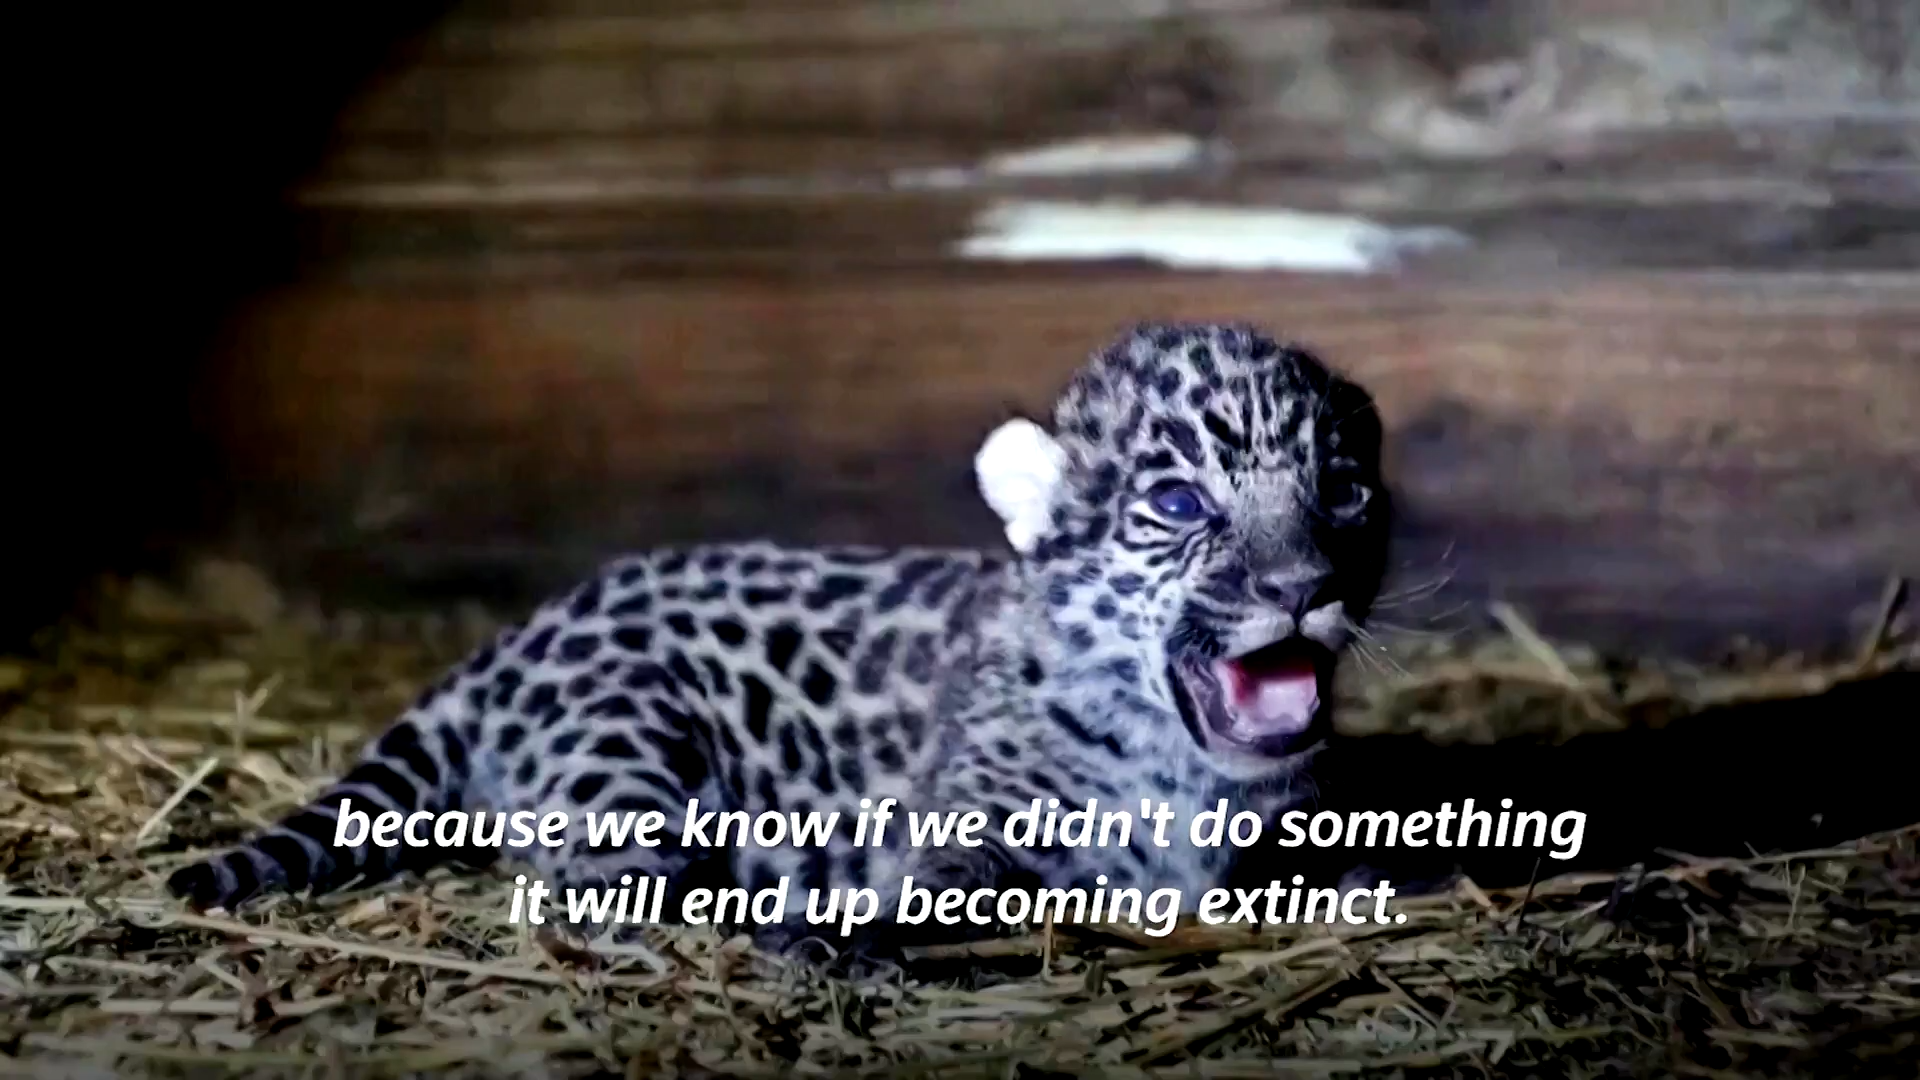 because we know if we didn't do something
it will end up becoming extinct.